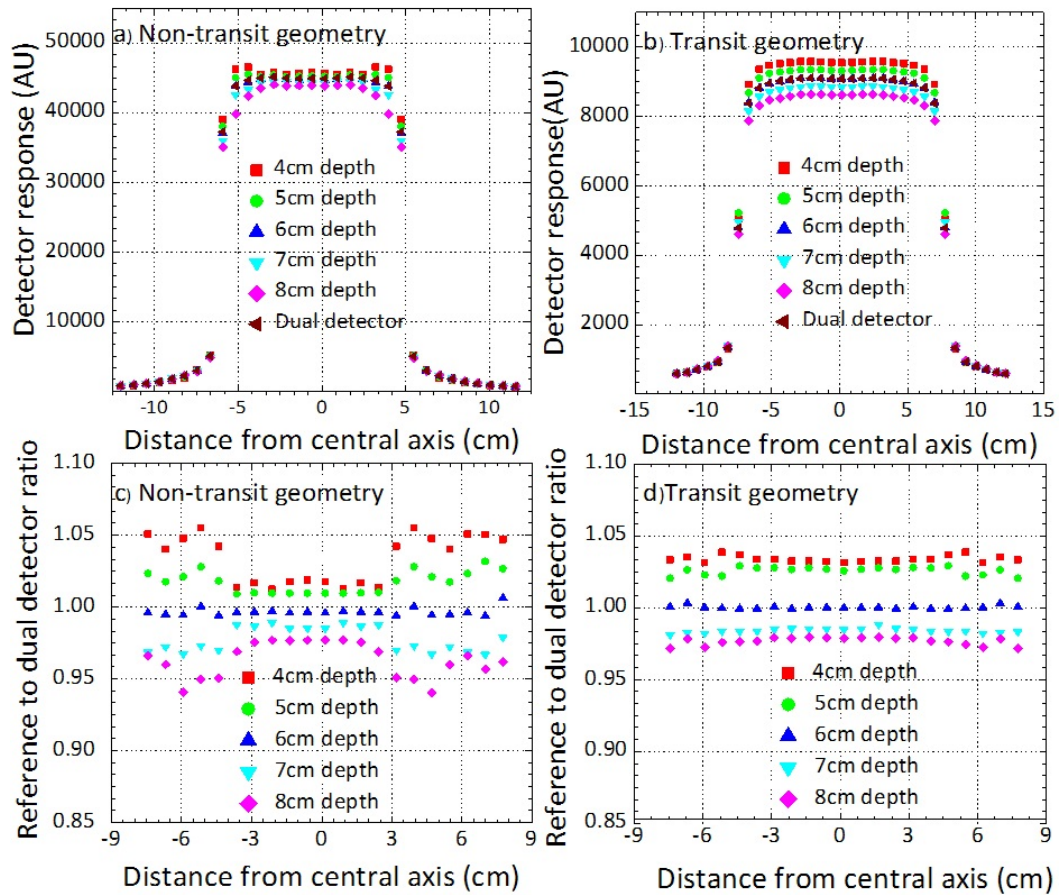 a) Non-transit geometry
50000
40000
30000
20000
10000
Detector response (AU)
4cm depth
5cm depth
6cm depth
7cm depth
8cm depth
Dual detector
-10 -5 0 5 10
Distance from central axis (cm)
b) Transit geometry
10000
8000
6000
4000
2000
Detector response(AU)
4cm depth
5cm depth
6cm depth
7cm depth
8cm depth
Dual detector
-15 -10 -5 0 5 10 15
Distance from central axis (cm)
c) Non-transit geometry
1.10
1.05
1.00
0.95
0.90
0.85
Reference to dual detector ratio
4cm depth
5cm depth
6cm depth
7cm depth
8cm depth
-9 -6 -3 0 3 6 9
Distance from central axis (cm)
d)Transit geometry
1.10
1.05
1.00
0.95
0.90
0.85
Reference to dual detector ratio
4cm depth
5cm depth
6cm depth
7cm depth
8cm depth
-9 -6 -3 0 3 6 9
Distance from central axis (cm)